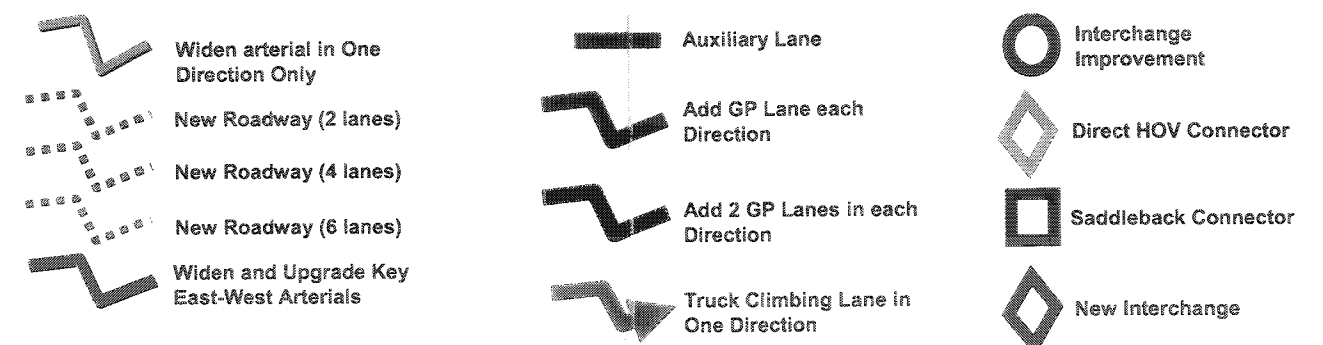 Widen arterial in One
Direction Only
New Roadway (2 lanes)
New Roadway (4 lanes)
New Roadway (6 lanes)
Widen and Upgrade Key
East-West Arterials
Auxiliary Lane
Add GP Lane each
Direction
Add 2 GP Lanes in each
Direction
Truck Climbing Lane in
One Direction
Interchange
Improvement
Direct HOV Connector
Saddleback Connector
New Interchange